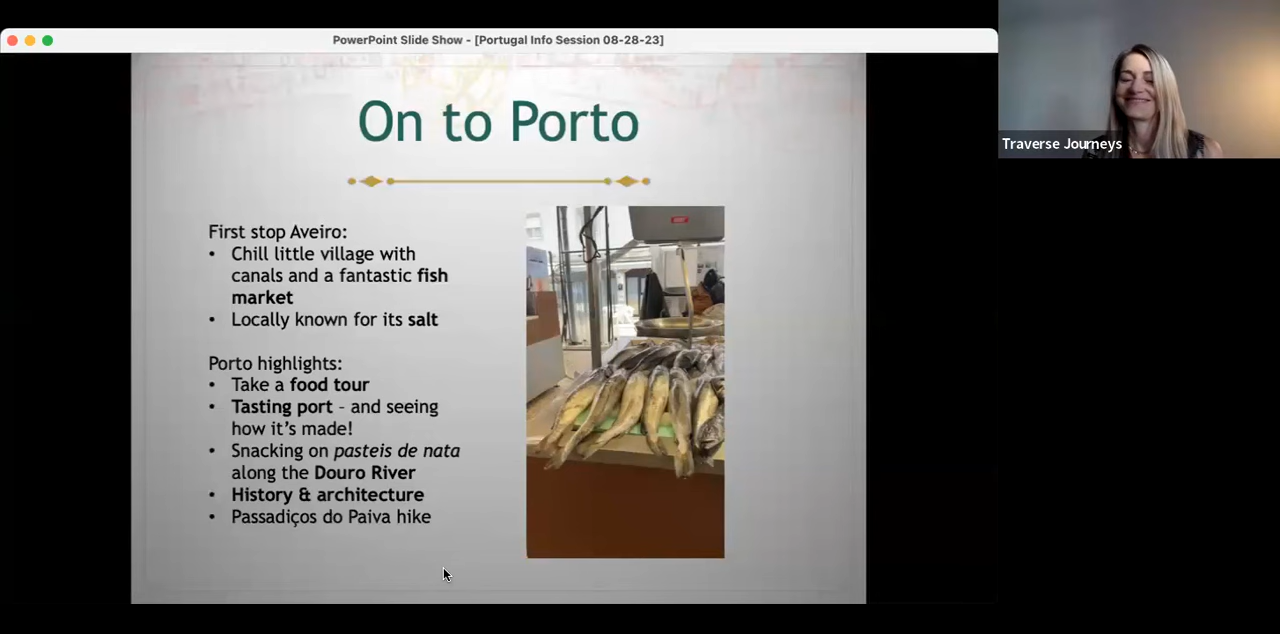 PowerPoint Slide Show - [Portugal Info Session 08-28-23]
Traverse Journeys
On to Porto
First stop Aveiro:
• Chill little village with
canals and a fantastic fish
market
• Locally known for its salt
Porto highlights:
• Take a food tour
• Tasting port – and seeing
how it’s made!
• Snacking on pasteis de nata
along the Douro River
• History & architecture
• Passadiços do Paiva hike